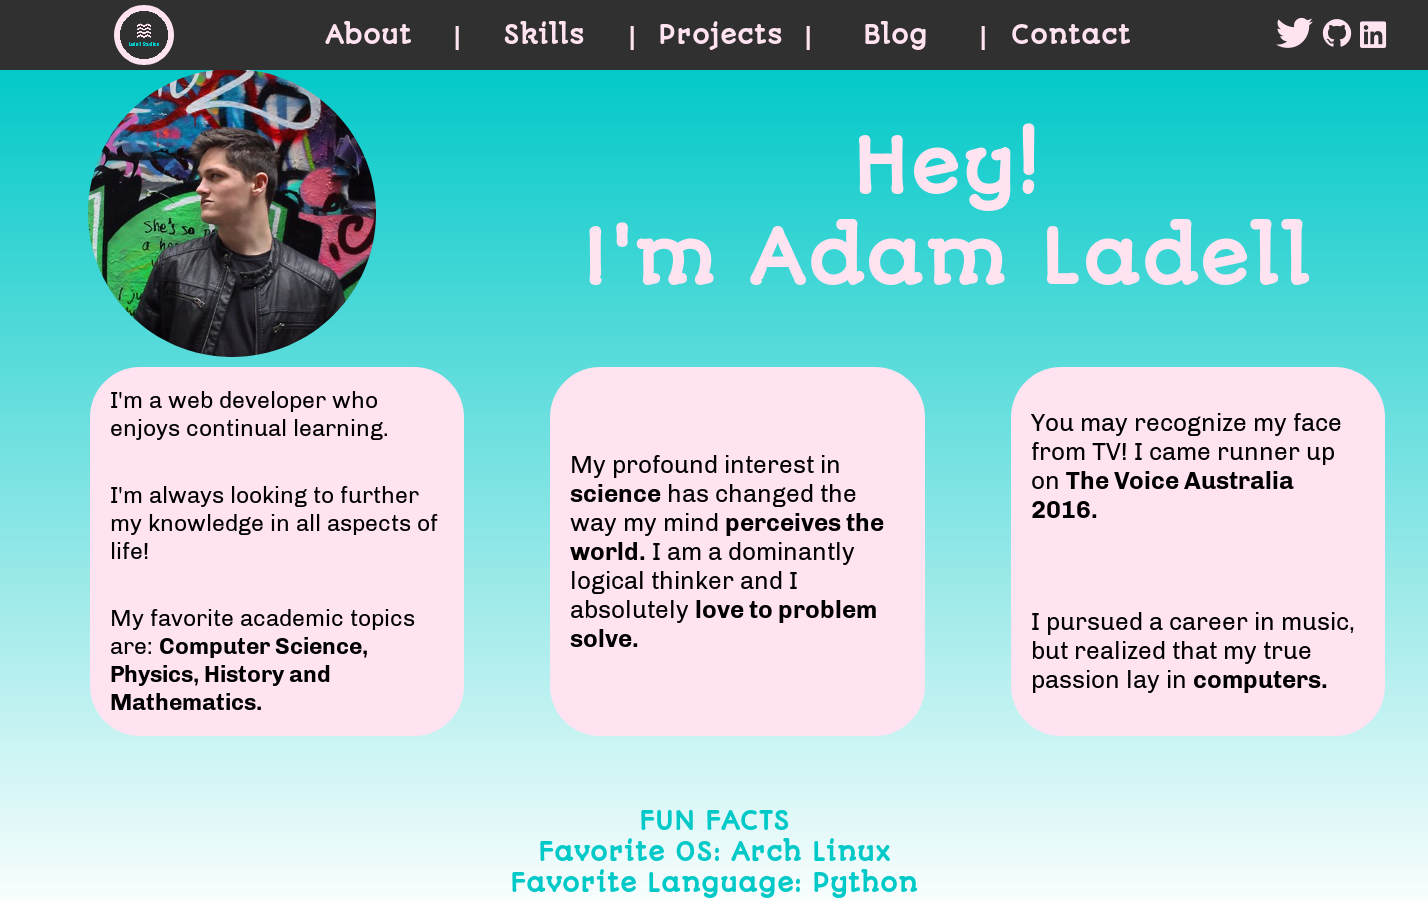 Ladell Studios
About | Skills | Projects | Blog | Contact
She's so
a
I ju
Hey!
I'm Adam Ladell
I'm a web developer who
enjoys continual learning.
I'm always looking to further
my knowledge in all aspects of
life!
My favorite academic topics
are: Computer Science,
Physics, History and
Mathematics.
My profound interest in
science has changed the
way my mind perceives the
world. I am a dominantly
logical thinker and I
absolutely love to problem
solve.
You may recognize my face
from TV! I came runner up
on The Voice Australia
2016.
I pursued a career in music,
but realized that my true
passion lay in computers.
FUN FACTS
Favorite OS: Arch Linux
Favorite Language: Python